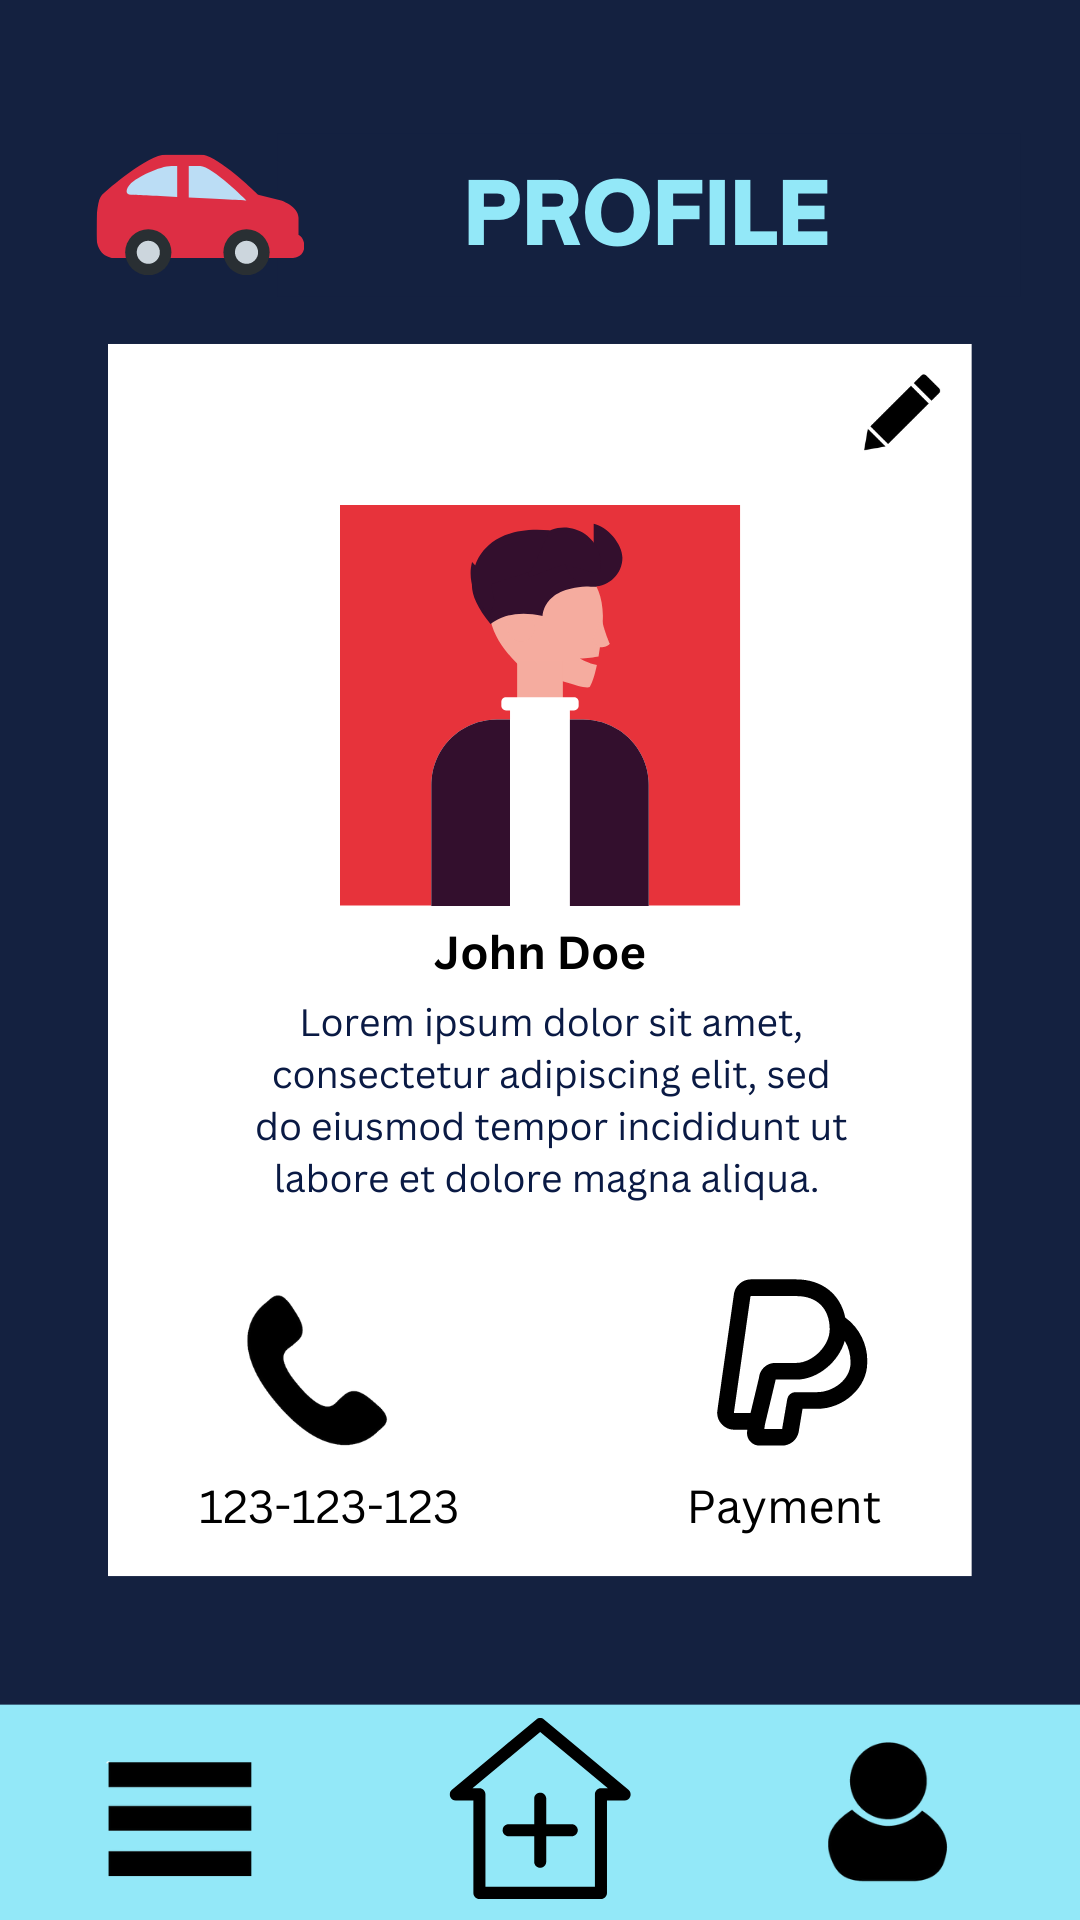 PROFILE
John Doe
Lorem ipsum dolor sit amet,
consectetur adipiscing elit, sed
do eiusmod tempor incididunt ut
labore et dolore magna aliqua.
123-123-123
Payment